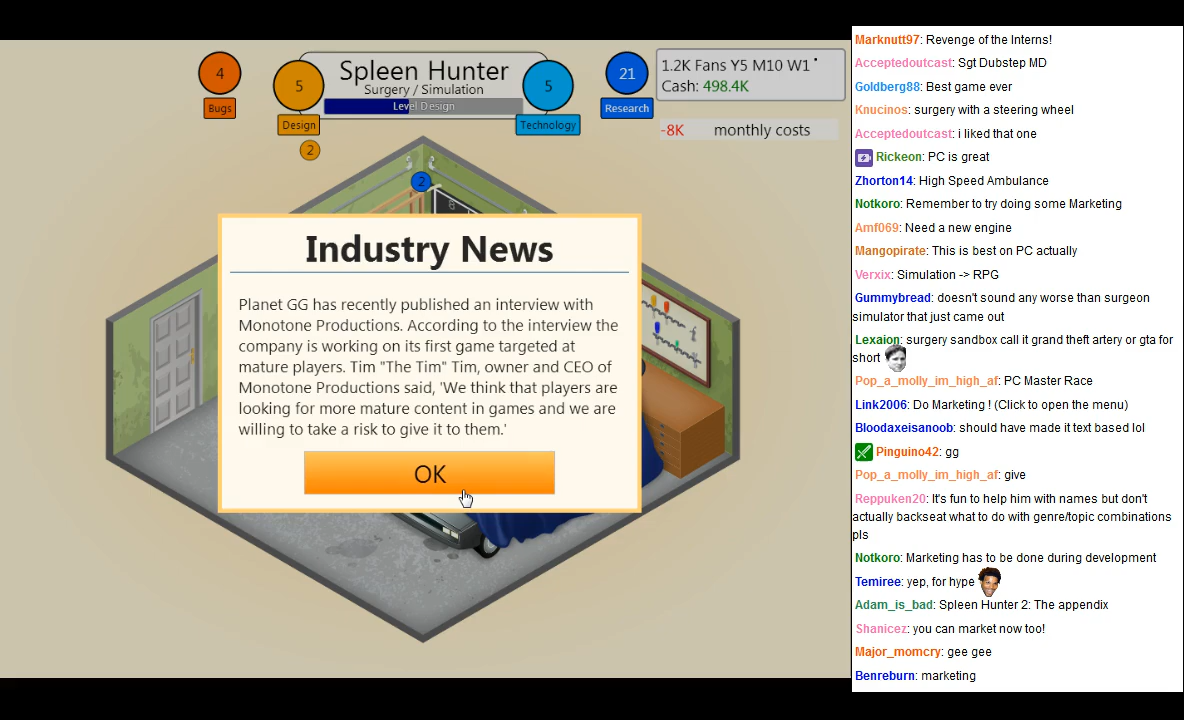 4
Bugs
5
Design
2
Spleen Hunter
Surgery / Simulation
Level Design
5
Technology
21
Research
1.2K Fans Y5 M10 W1
Cash: 498.4K
-8K monthly costs
2
6
Industry News
Planet GG has recently published an interview with
Monotone Productions. According to the interview the
company is working on its first game targeted at
mature players. Tim "The Tim" Tim, owner and CEO of
Monotone Productions said, 'We think that players are
looking for more mature content in games and we are
willing to take a risk to give it to them.'
OK
Marknutt97: Revenge of the Interns!
Acceptedoutcast: Sgt Dubstep MD
Goldberg88: Best game ever
Knucinos: surgery with a steering wheel
Acceptedoutcast: i liked that one
Rickeon: PC is great
Zhorton14: High Speed Ambulance
Notkoro: Remember to try doing some Marketing
Amf069: Need a new engine
Mangopirate: This is best on PC actually
Verxix: Simulation -> RPG
Gummybread: doesn't sound any worse than surgeon
simulator that just came out
Lexaion: surgery sandbox call it grand theft artery or gta for
short
Pop_a_molly_im_high_af: PC Master Race
Link2006: Do Marketing ! (Click to open the menu)
Bloodaxeisanoob: should have made it text based lol
Pinguino42: gg
Pop_a_molly_im_high_af: give
Reppuken20: It's fun to help him with names but don't
actually backseat what to do with genre/topic combinations
pls
Notkoro: Marketing has to be done during development
Temiree: yep, for hype
Adam_is_bad: Spleen Hunter 2: The appendix
Shanicez: you can market now too!
Major_momcry: gee gee
Benreburn: marketing